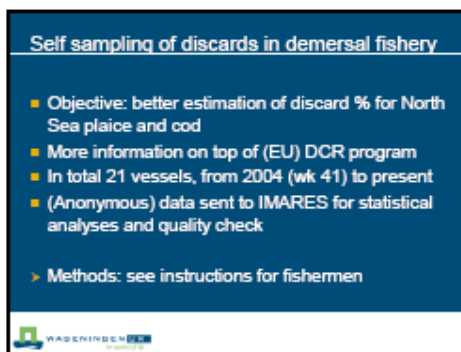 Self sampling of discards in demersal fishery
Objective: better estimation of discard % for North
Sea plaice and cod
More information on top of (EU) DCR program
In total 21 vessels, from 2004 (wk 41) to present
(Anonymous) data sent to IMARES for statistical
analyses and quality check
Methods: see instructions for fishermen
WAGENINGEN UR